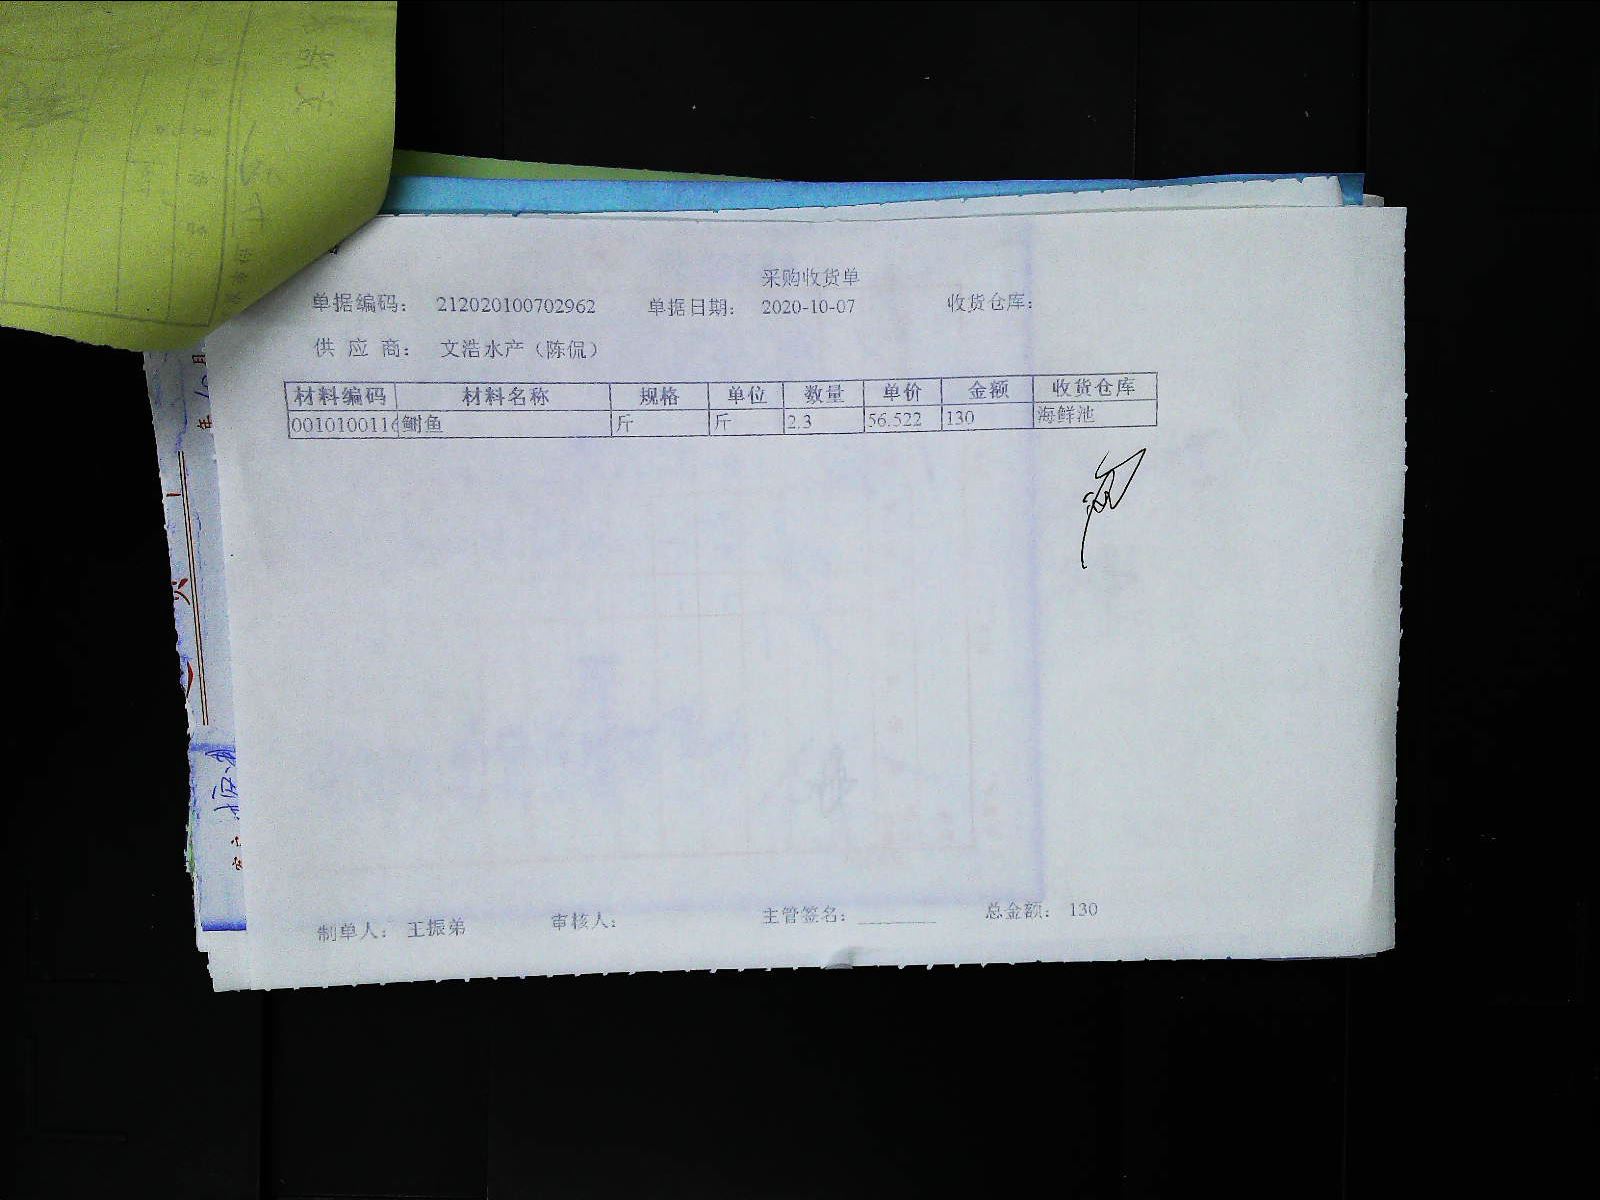 采购收货单
单据编码： 212020100702962 单据日期： 2020-10-07 收货仓库：
供 应 商： 文浩水产（陈侃）
材料编码 材料名称 规格 单位 数量 单价 金额 收货仓库
0010100116 鲥鱼 斤 斤 2.3 56.522 130 海鲜池
制单人： 王振弟 审核人： 主管签名： 总金额： 130